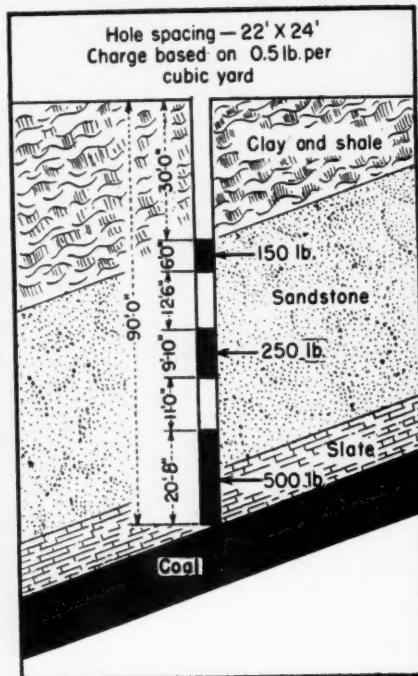 Hole spacing — 22' X 24'
Charge based on 0.5 lb. per
cubic yard
Clay and shale
30'0"
6'0"
150 lb.
12'6"
Sandstone
90'0"
9'10"
250 lb.
11'0"
Slate
20'8"
500 lb.
Coal